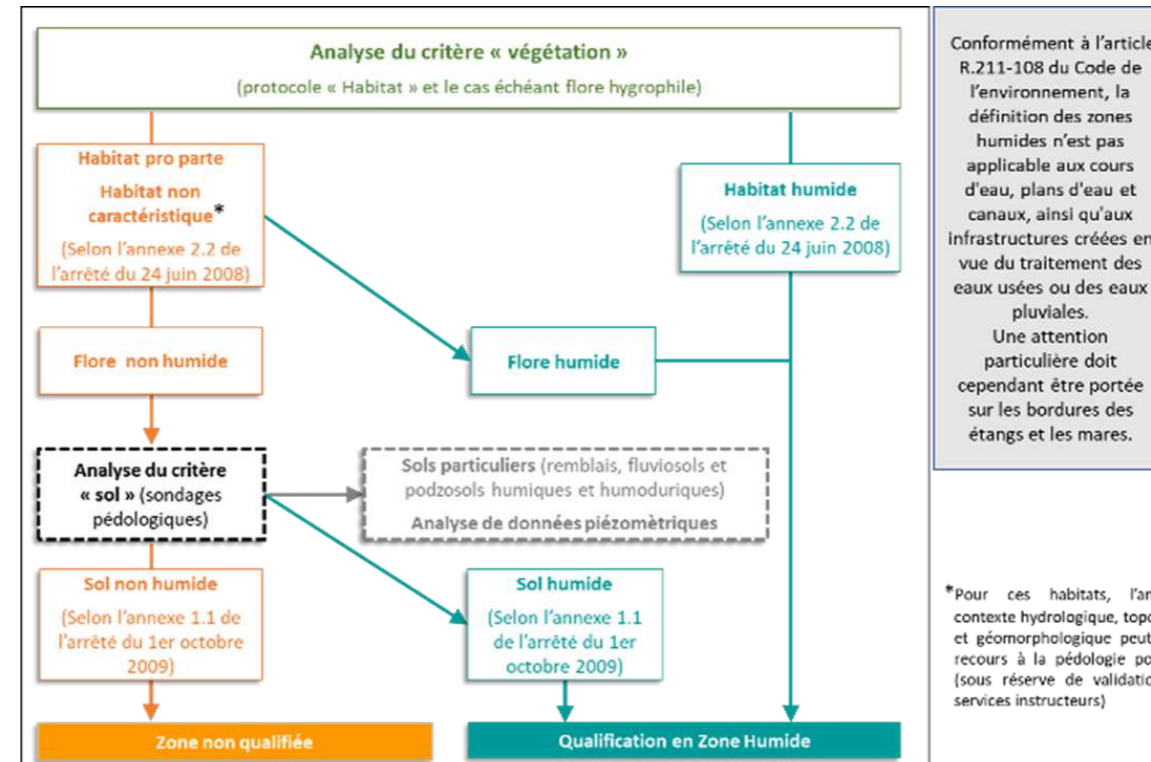 Analyse du critère « végétation »
(protocole « Habitat » et le cas échéant flore hygrophile)
Habitat pro parte
Habitat non
caractéristique*
(Selon l'annexe 2.2 de
l'arrêté du 24 juin 2008)
Habitat humide
(Selon l'annexe 2.2 de
l'arrêté du 24 juin 2008)
Flore non humide
Flore humide
Analyse du critère
« sol » (sondages
pédologiques)
Sols particuliers (remblais, fluviosols et
podzosols humiques et humoduriques)
Analyse de données piézomètriques
Sol non humide
(Selon l'annexe 1.1 de
l'arrêté du 1er octobre
2009)
Sol humide
(Selon l'annexe 1.1
de l'arrêté du 1er
octobre 2009)
Zone non qualifiée
Qualification en Zone Humide
Conformément à l'article
R.211-108 du Code de
l'environnement, la
définition des zones
humides n'est pas
applicable aux cours
d'eau, plans d'eau et
canaux, ainsi qu'aux
infrastructures créées en
vue du traitement des
eaux usées ou des eaux
pluviales.
Une attention
particulière doit
cependant être portée
sur les bordures des
étangs et les mares.
*Pour ces habitats,
contexte hydrologique,
et géomorphologique
recours à la pédologie
(sous réserve de
services instructeurs)